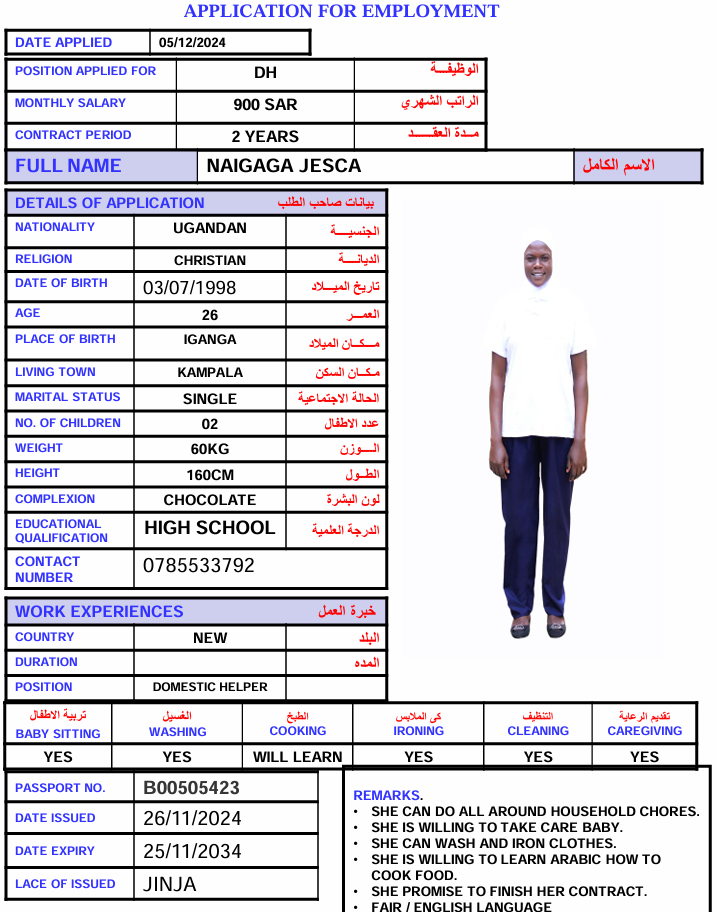 APPLICATION FOR EMPLOYMENT
DATE APPLIED 05/12/2024
POSITION APPLIED FOR DH الوظيفـــة
MONTHLY SALARY 900 SAR الراتب الشهري
CONTRACT PERIOD 2 YEARS مــدة العقــــد
FULL NAME NAIGAGA JESCA الاسم الكامل
DETAILS OF APPLICATION بيانات صاحب الطلب
NATIONALITY UGANDAN الجنسيــــة
RELIGION CHRISTIAN الديانــــة
DATE OF BIRTH 03/07/1998 تاريخ الميـــلاد
AGE 26 العمــر
PLACE OF BIRTH IGANGA مــكــان الميلاد
LIVING TOWN KAMPALA مـكــان السكن
MARITAL STATUS SINGLE الحالة الاجتماعية
NO. OF CHILDREN 02 عدد الاطفال
WEIGHT 60KG الــــوزن
HEIGHT 160CM الطــول
COMPLEXION CHOCOLATE لون البشرة
EDUCATIONAL QUALIFICATION HIGH SCHOOL الدرجة العلمية
CONTACT NUMBER 0785533792
WORK EXPERIENCES خبرة العمل
COUNTRY NEW البلد
DURATION المده
POSITION DOMESTIC HELPER
تربية الاطفال الغسيل الطبخ كى الملابس التنظيف تقديم الرعاية
BABY SITTING WASHING COOKING IRONING CLEANING CAREGIVING
YES YES WILL LEARN YES YES YES
PASSPORT NO. B00505423
DATE ISSUED 26/11/2024
DATE EXPIRY 25/11/2034
LACE OF ISSUED JINJA
REMARKS.
• SHE CAN DO ALL AROUND HOUSEHOLD CHORES.
• SHE IS WILLING TO TAKE CARE BABY.
• SHE CAN WASH AND IRON CLOTHES.
• SHE IS WILLING TO LEARN ARABIC HOW TO
COOK FOOD.
• SHE PROMISE TO FINISH HER CONTRACT.
• FAIR / ENGLISH LANGUAGE